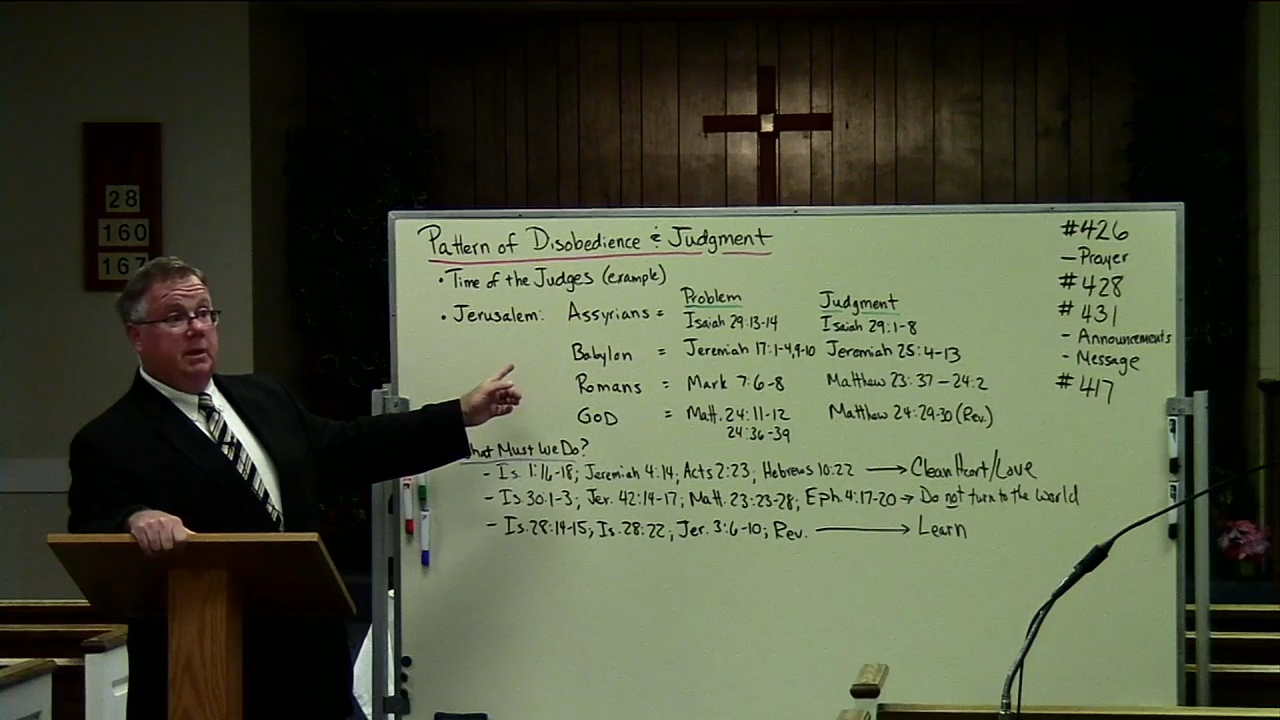 28
160
167
Pattern of Disobedience & Judgment
• Time of the Judges (example)
Problem Judgment
• Jerusalem: Assyrians = Isaiah 29:13-14 Isaiah 29:1-8
Babylon = Jeremiah 17:1-4,9-10 Jeremiah 25:4-13
Romans = Mark 7:6-8 Matthew 23:37-24:2
GOD = Matt. 24:11-12 Matthew 24:29-30 (Rev.)
24:36-39
hat Must We Do?
- Is. 1:16-18; Jeremiah 4:14; Acts 2:23; Hebrews 10:22 → Clean Heart/Love
- Is. 30:1-3; Jer. 42:14-17; Matt. 23:23-28; Eph. 4:17-20 → Do not turn to the World
- Is. 28:14-15; Is. 28:22; Jer. 3:6-10; Rev. → Learn
#426
- Prayer
#428
#431
- Announcements
- Message
#417